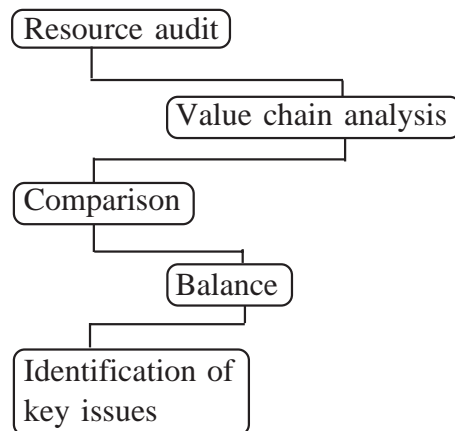 Resource audit
Value chain analysis
Comparison
Balance
Identification of
key issues